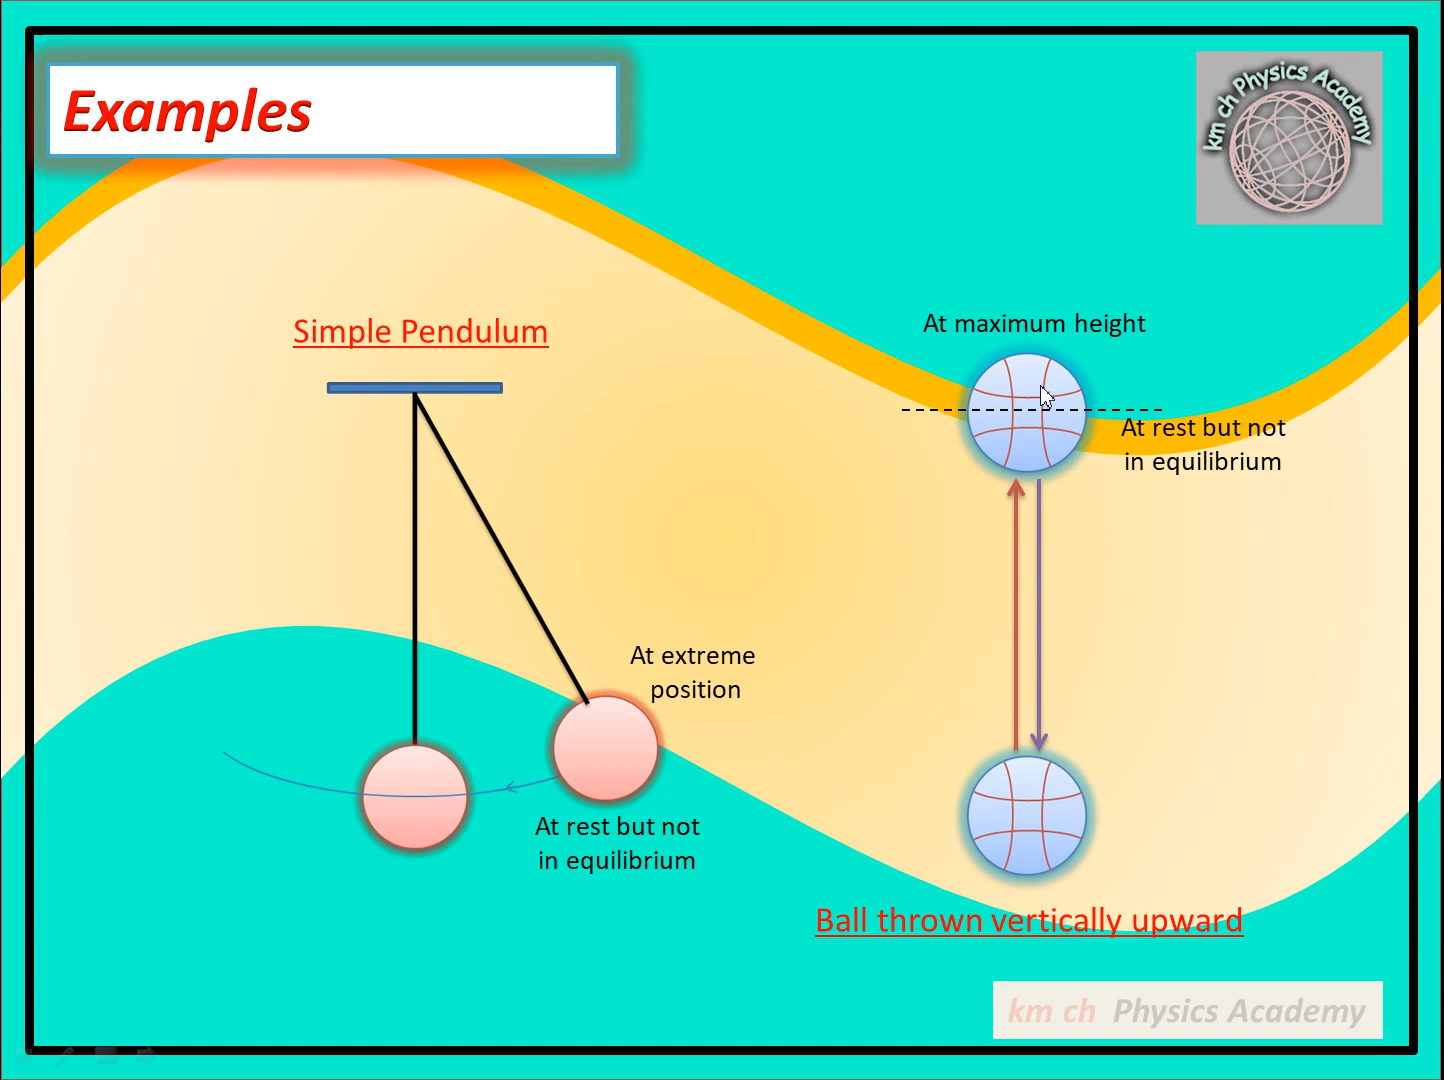 Examples
km ch Physics Academy
Simple Pendulum
At maximum height
At rest but not
in equilibrium
At extreme
position
At rest but not
in equilibrium
Ball thrown vertically upward
km ch Physics Academy